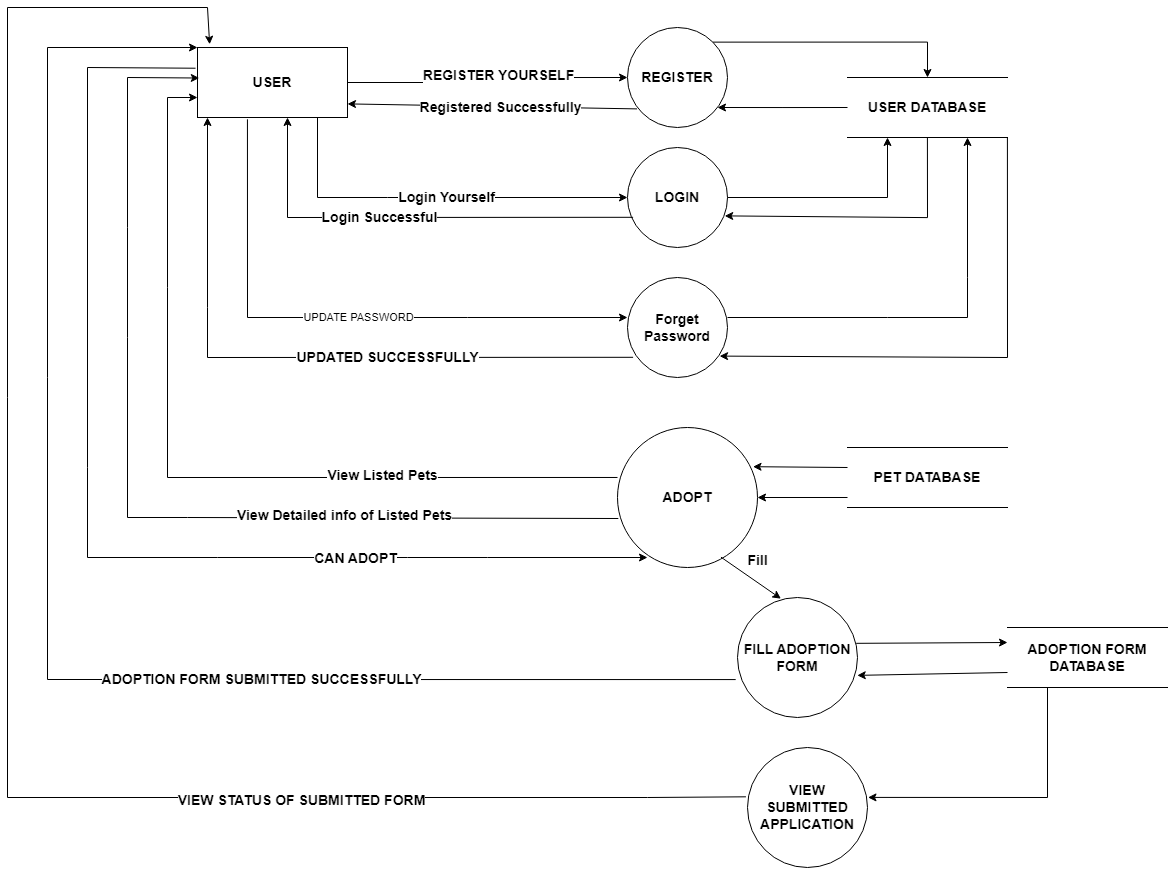 USER
REGISTER YOURSELF
REGISTER
Registered Successfully
USER DATABASE
Login Yourself
LOGIN
Login Successful
UPDATE PASSWORD
Forget
Password
UPDATED SUCCESSFULLY
View Listed Pets
PET DATABASE
ADOPT
View Detailed info of Listed Pets
CAN ADOPT
Fill
FILL ADOPTION
FORM
ADOPTION FORM
DATABASE
ADOPTION FORM SUBMITTED SUCCESSFULLY
VIEW
SUBMITTED
APPLICATION
VIEW STATUS OF SUBMITTED FORM